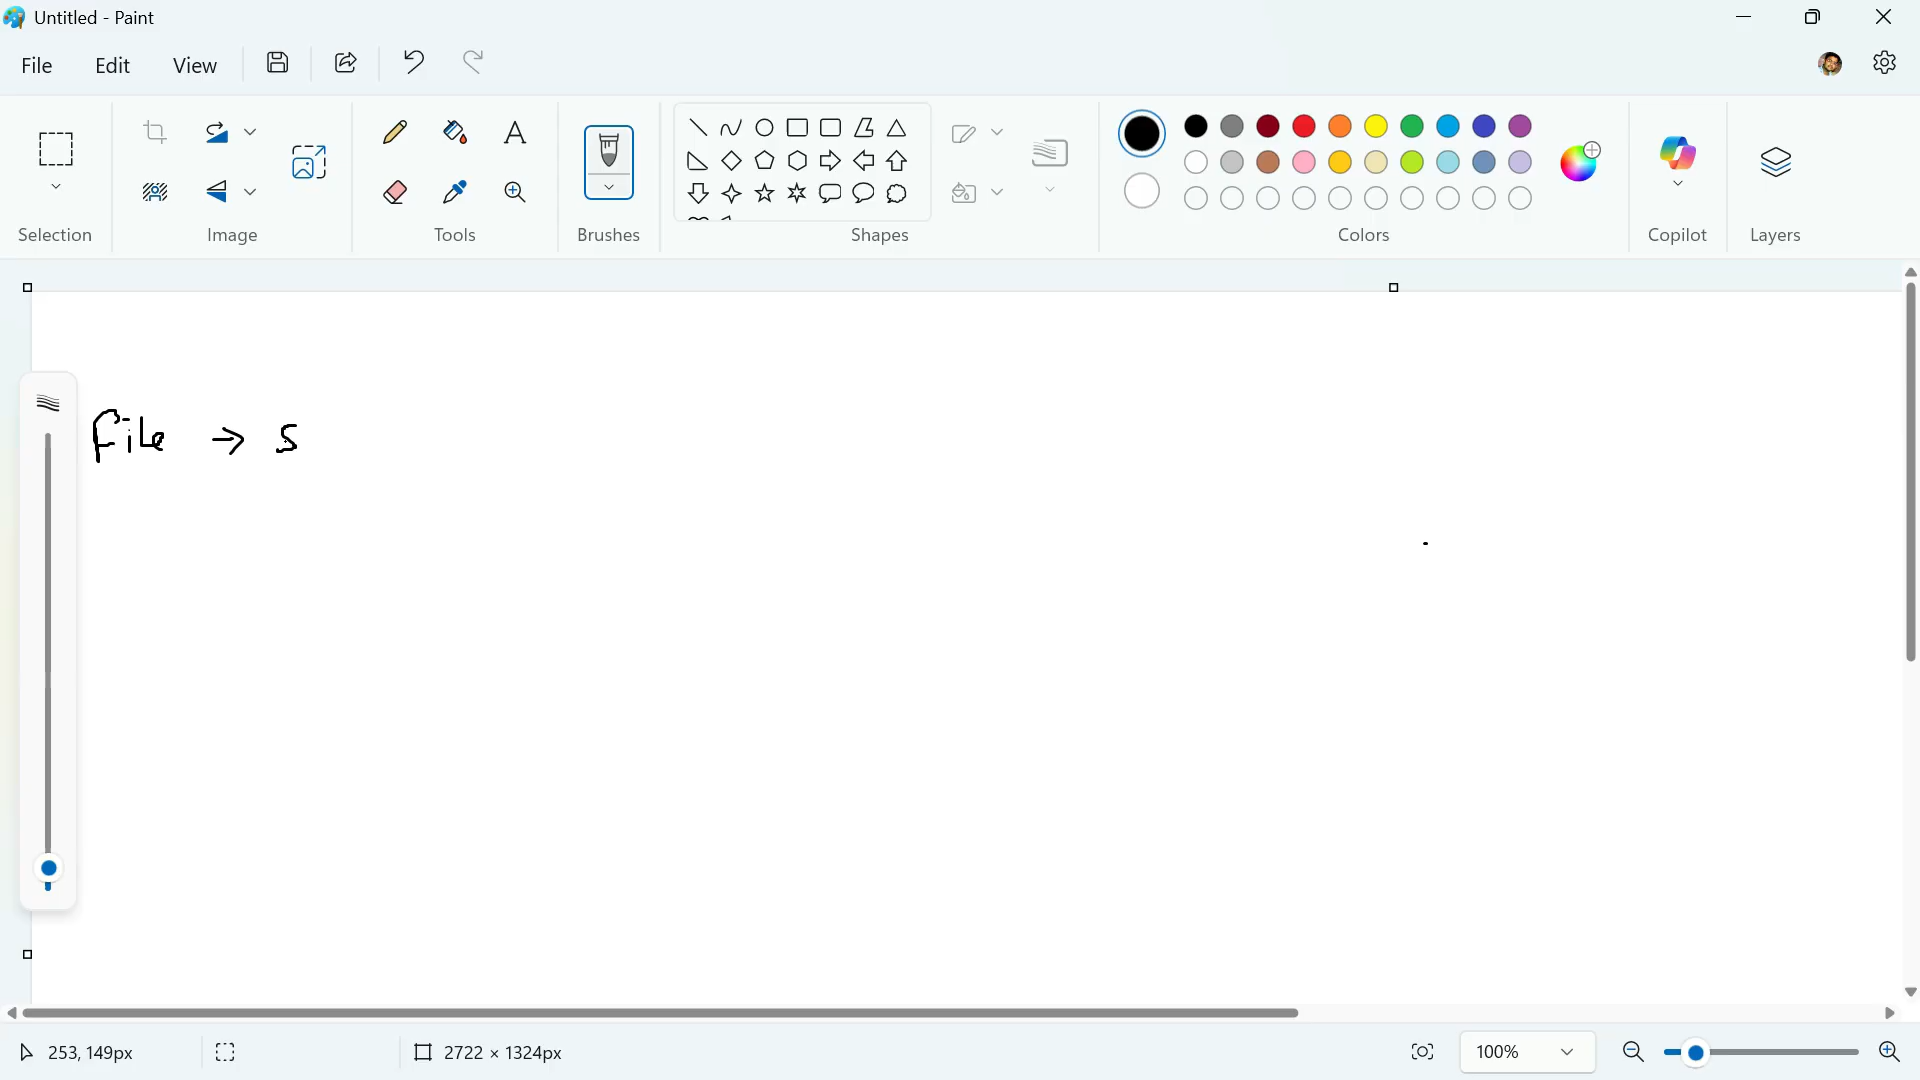 Untitled - Paint
File Edit View
Selection Image Tools Brushes Shapes Colors Copilot Layers
File → s
253, 149px 2722 × 1324px 100%